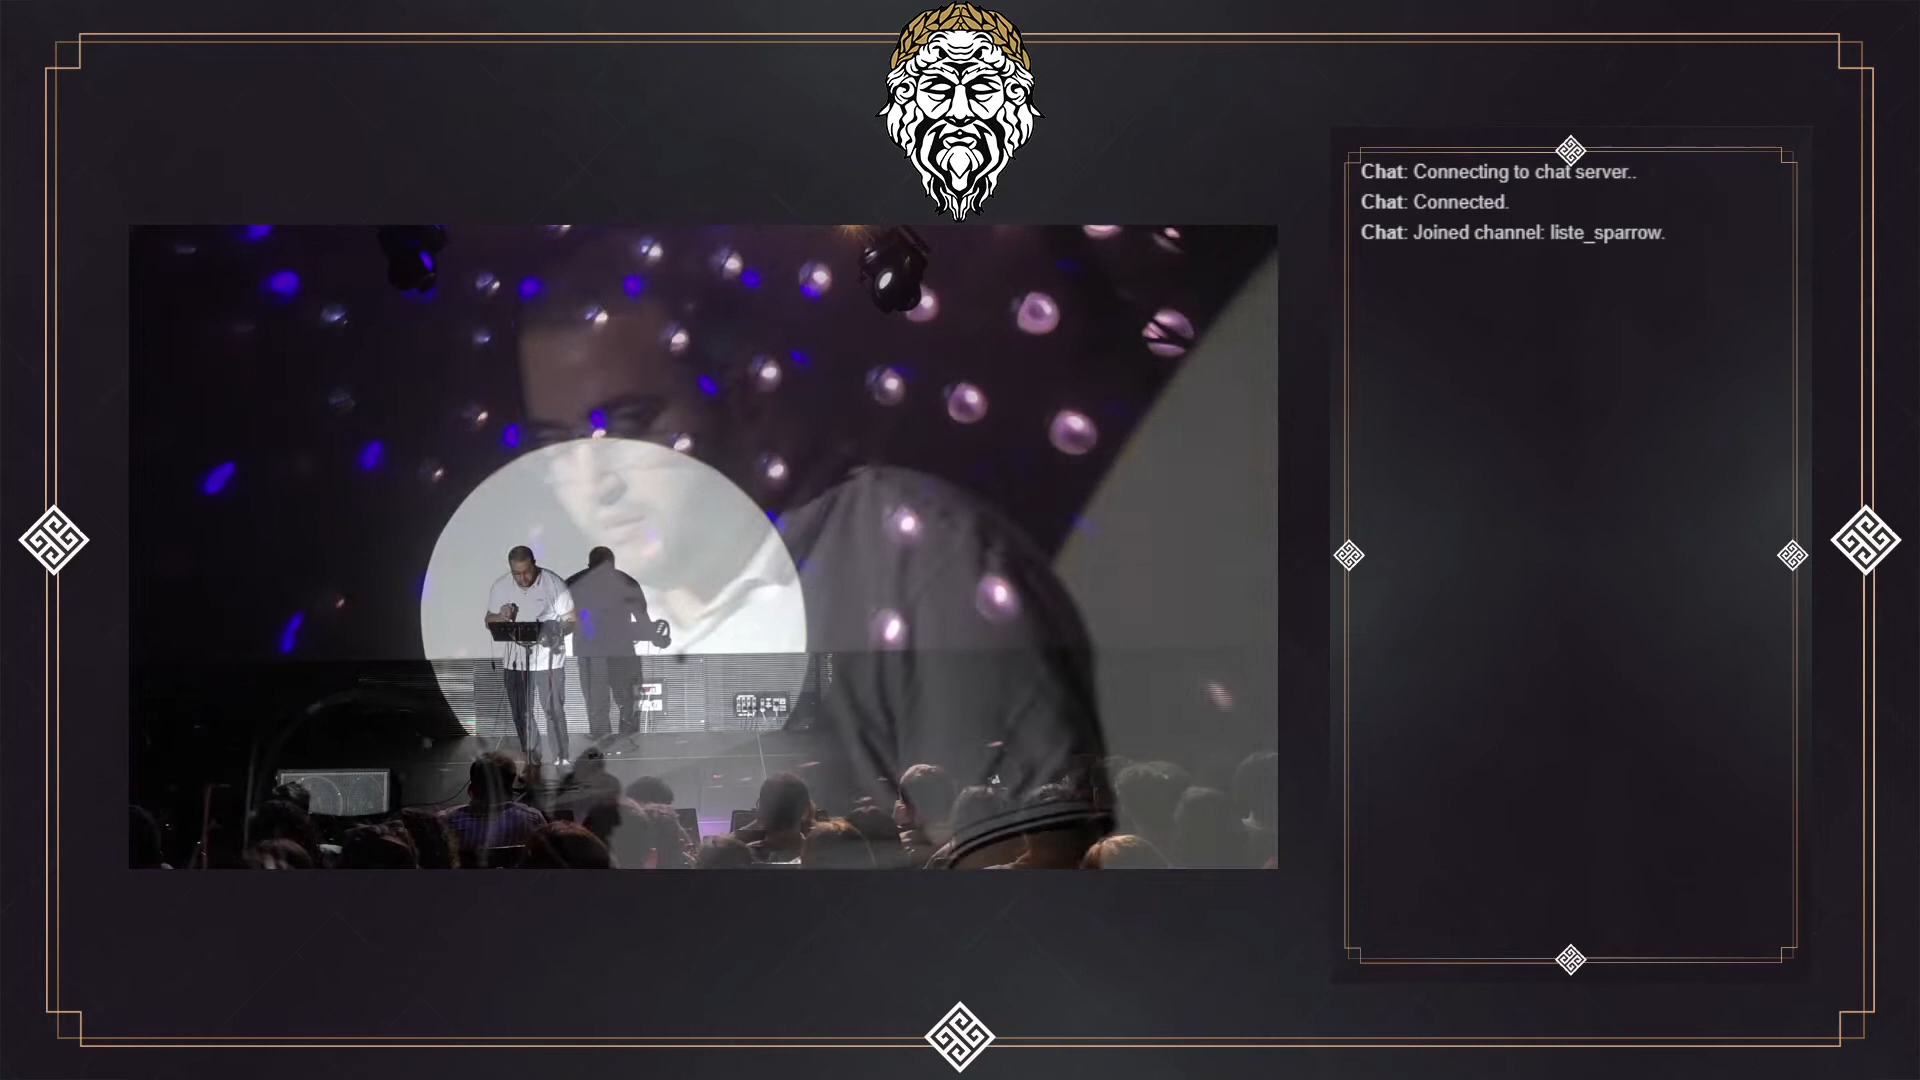 Chat: Connecting to chat server..
Chat: Connected.
Chat: Joined channel: liste_sparrow.